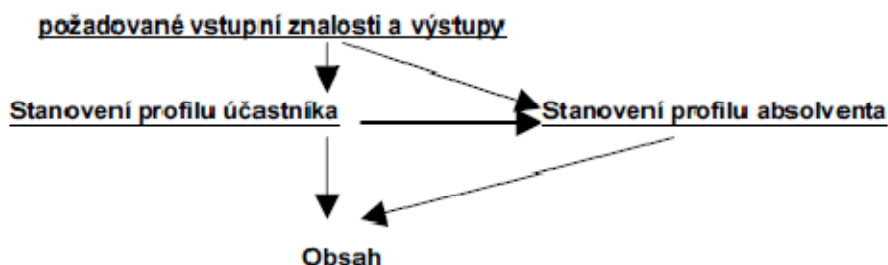 požadované vstupní znalosti a výstupy
Stanovení profilu účastníka
Stanovení profilu absolventa
Obsah